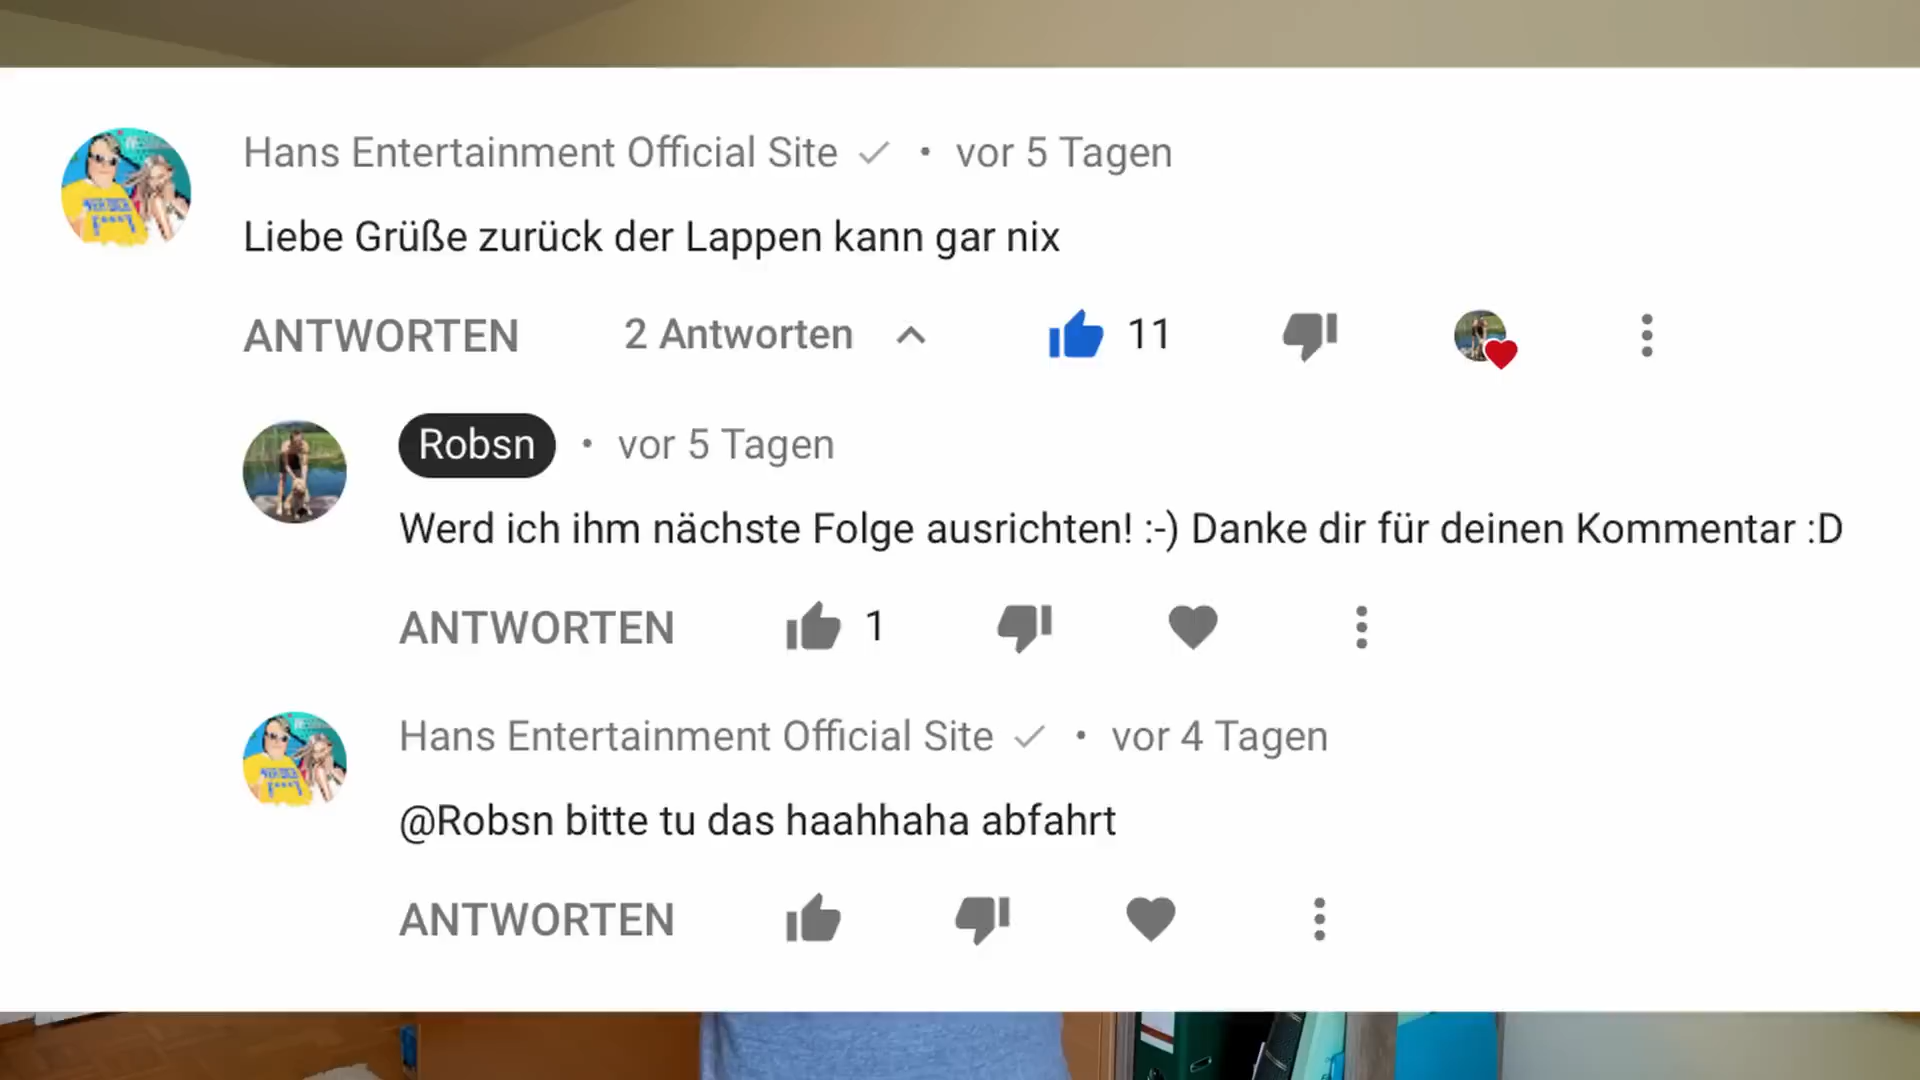 Hans Entertainment Official Site ✓ • vor 5 Tagen
Liebe Grüße zurück der Lappen kann gar nix
ANTWORTEN 2 Antworten 11
Robsn • vor 5 Tagen
Werd ich ihm nächste Folge ausrichten! :-) Danke dir für deinen Kommentar :D
ANTWORTEN 1
Hans Entertainment Official Site ✓ • vor 4 Tagen
@Robsn bitte tu das haahhaha abfahrt
ANTWORTEN